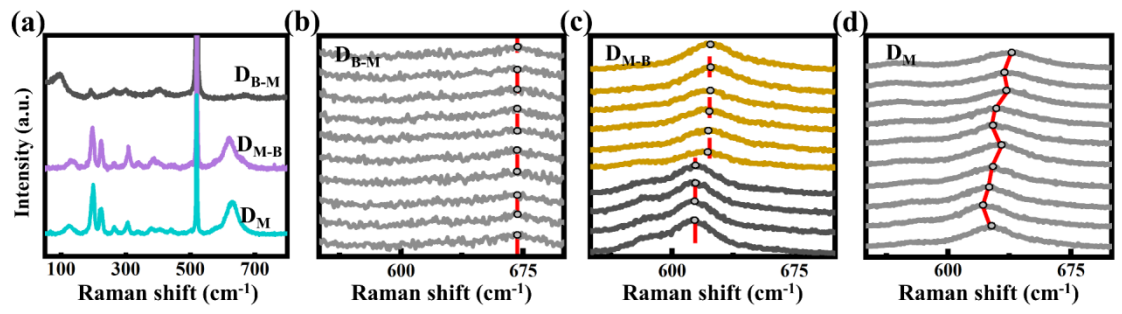 (a)
Intensity (a.u.)
D_B-M
D_M-B
D_M
100 300 500 700
Raman shift (cm⁻¹)
(b)
D_B-M
600 675
Raman shift (cm⁻¹)
(c)
D_M-B
600 675
Raman shift (cm⁻¹)
(d)
D_M
600 675
Raman shift (cm⁻¹)